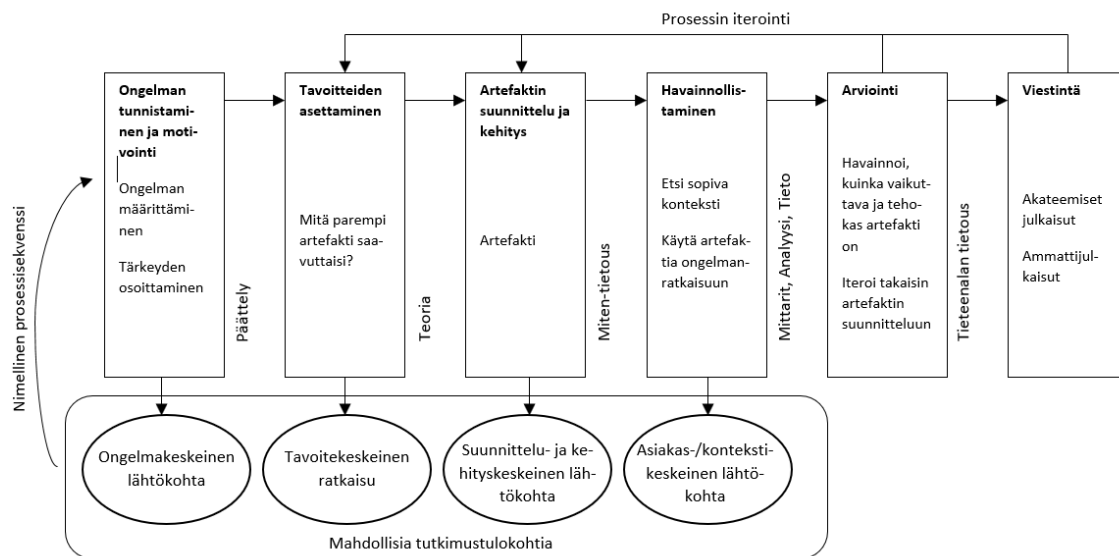 Prosessin iterointi
Ongelman
tunnistami-
nen ja moti-
vointi
Ongelman
määrittämi-
nen
Tärkeyden
osoittaminen
Päättely
Tavoitteiden
asettaminen
Mitä parempi
artefakti saa-
vuttaisi?
Teoria
Artefaktin
suunnittelu ja
kehitys
Artefakti
Miten-tietous
Havainnollis-
taminen
Etsi sopiva
konteksti
Käytä artefak-
tia ongelman-
ratkaisuun
Mittarit, Analyysi, Tieto
Arviointi
Havainnoi,
kuinka vaikut-
tava ja teho-
kas artefakti
on
Iteroi takaisin
artefaktin
suunnitteluun
Tieteenalan tietous
Viestintä
Akateemiset
julkaisut
Ammattijul-
kaisut
Nimellinen prosessisekvenssi
Ongelmakeskeinen
lähtökohta
Tavoitekeskeinen
ratkaisu
Suunnittelu- ja ke-
hityskeskeinen läh-
tökohta
Asiakas-/konteksti-
keskeinen lähtö-
kohta
Mahdollisia tutkimustulokohtia